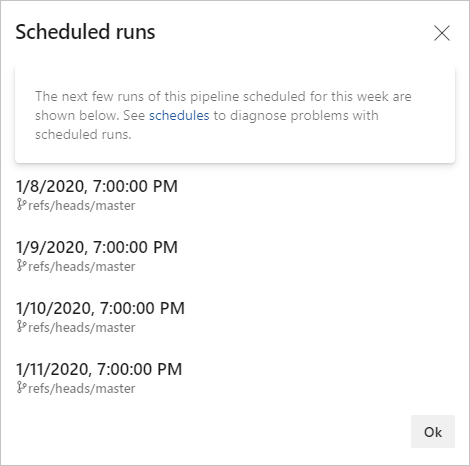 Scheduled runs
The next few runs of this pipeline scheduled for this week are
shown below. See schedules to diagnose problems with
scheduled runs.
1/8/2020, 7:00:00 PM
refs/heads/master
1/9/2020, 7:00:00 PM
refs/heads/master
1/10/2020, 7:00:00 PM
refs/heads/master
1/11/2020, 7:00:00 PM
refs/heads/master
Ok